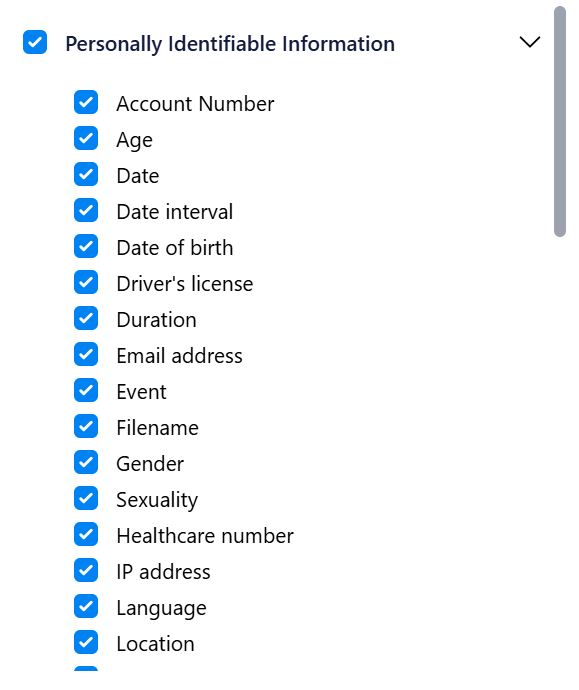 Personally Identifiable Information
Account Number
Age
Date
Date interval
Date of birth
Driver's license
Duration
Email address
Event
Filename
Gender
Sexuality
Healthcare number
IP address
Language
Location